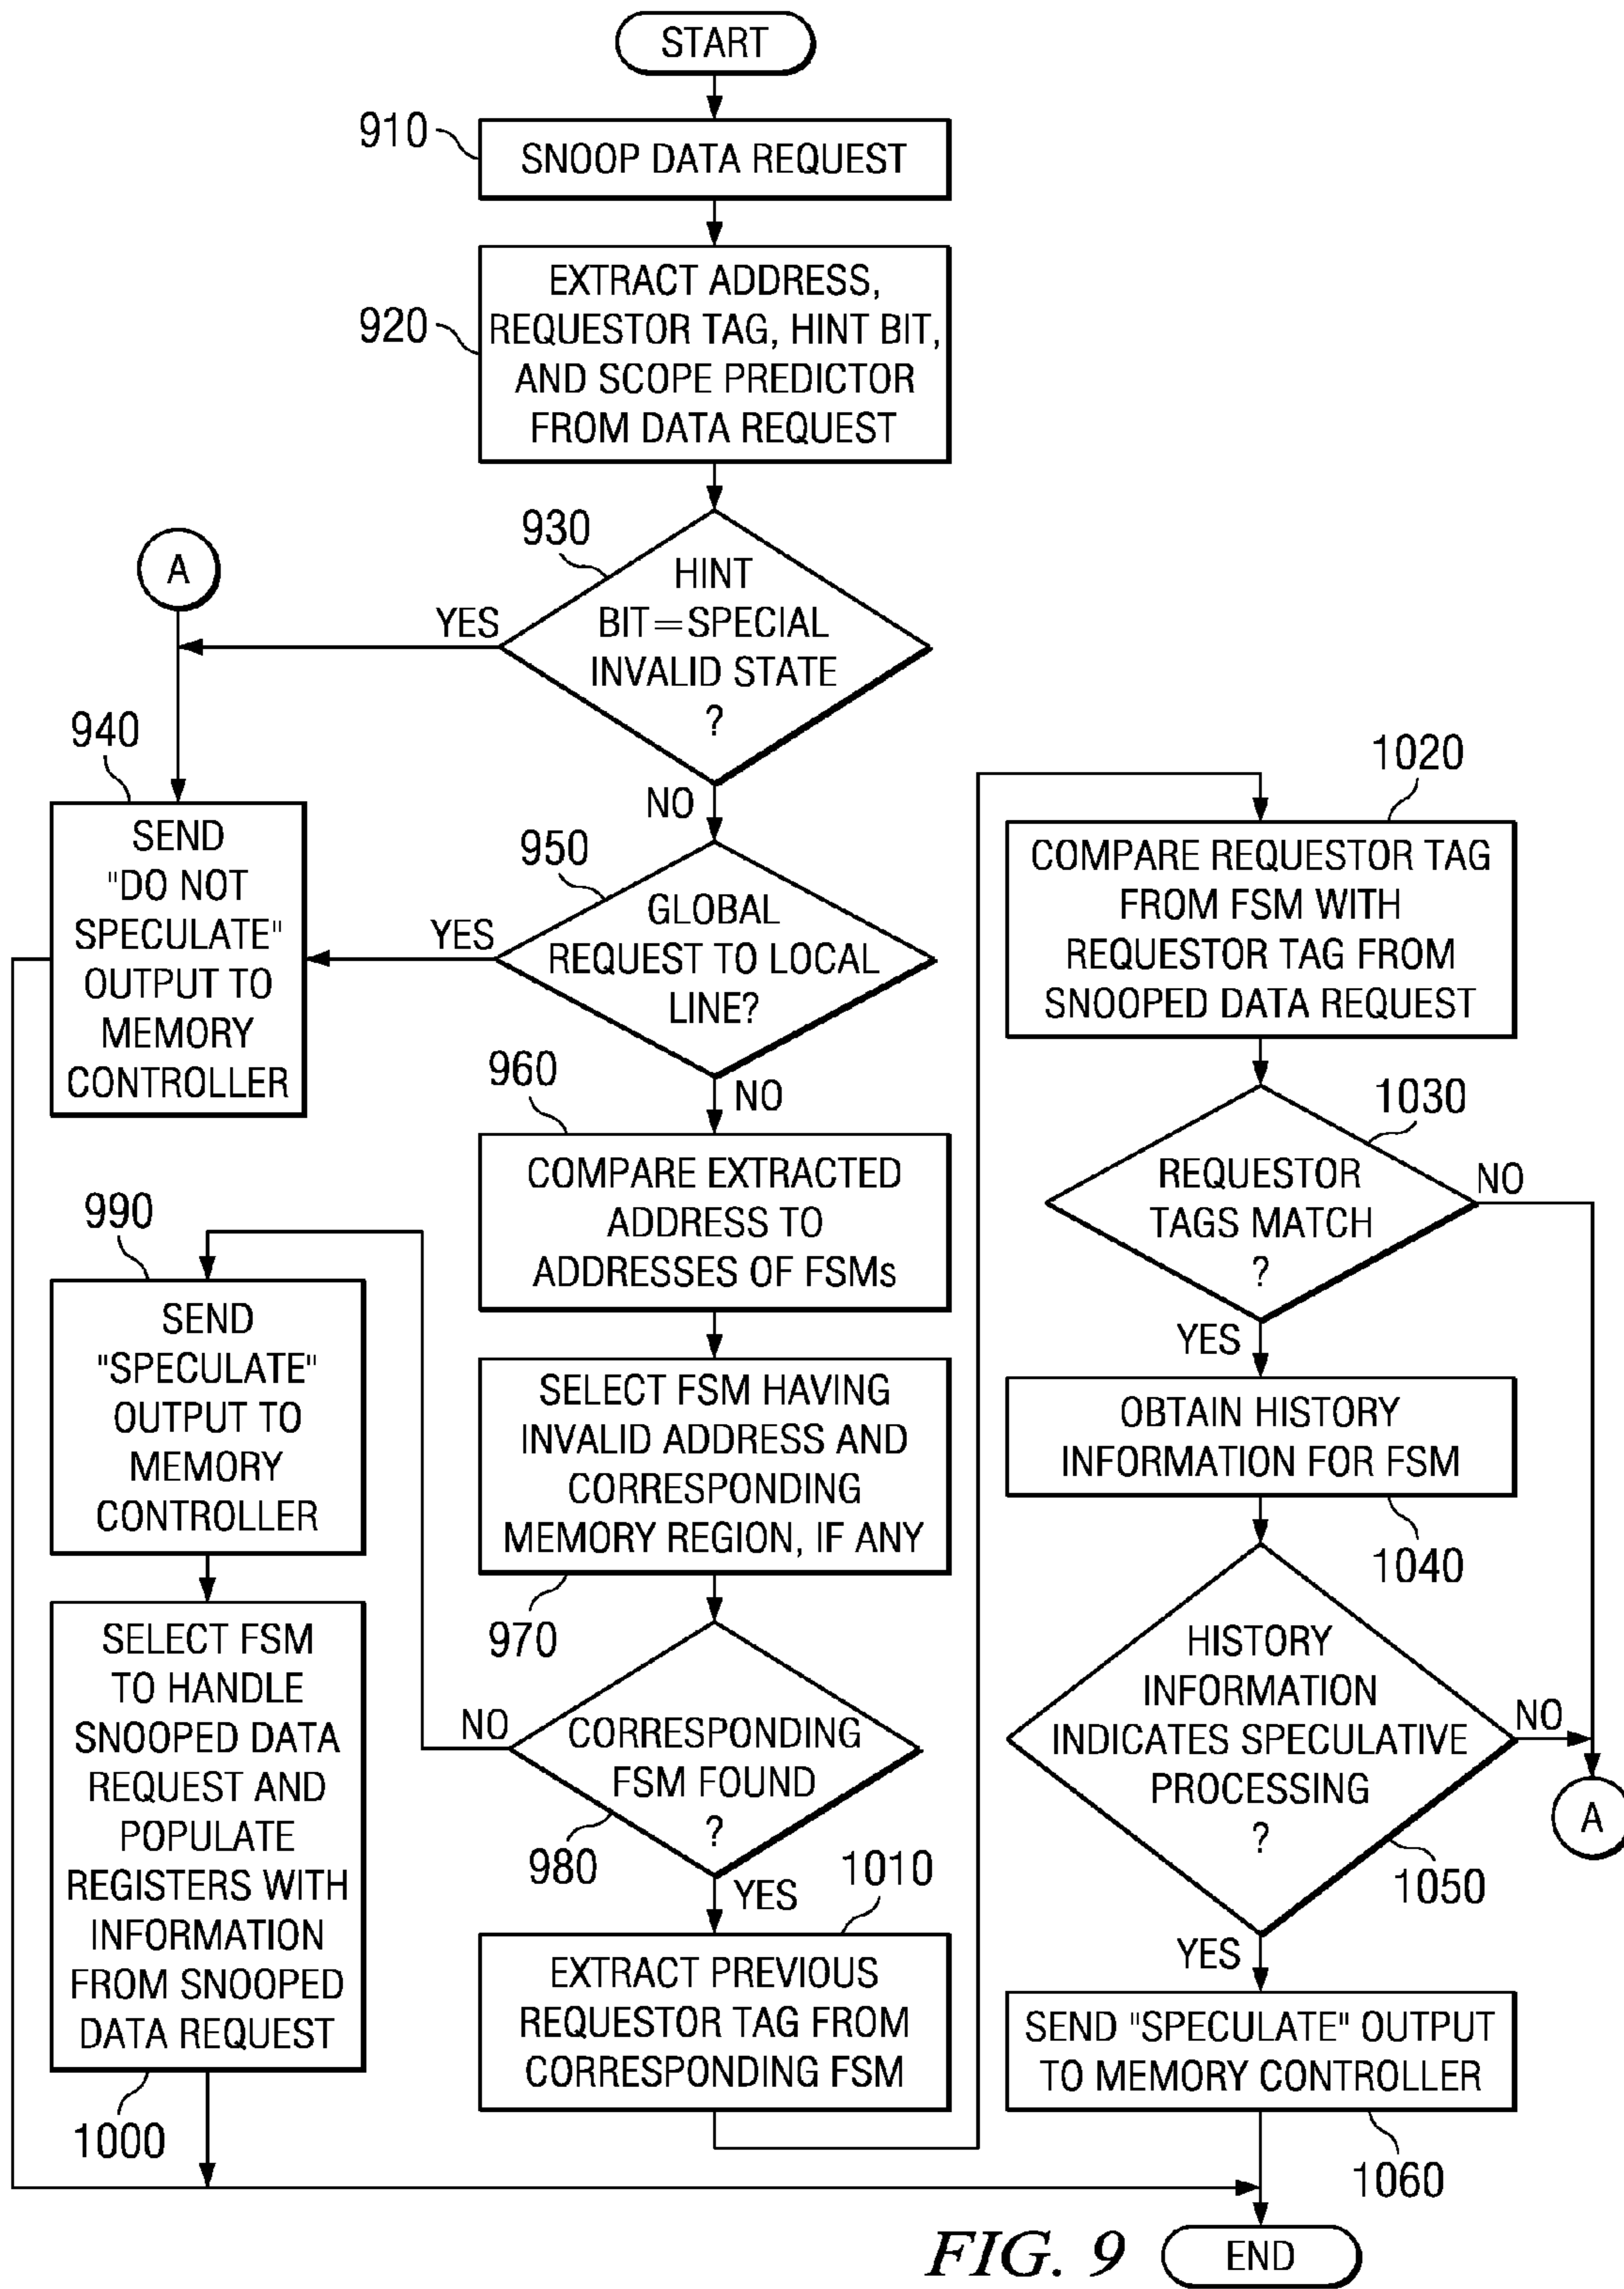 START
910
SNOOP DATA REQUEST
920
EXTRACT ADDRESS,
REQUESTOR TAG, HINT BIT,
AND SCOPE PREDICTOR
FROM DATA REQUEST
930
HINT
BIT=SPECIAL
INVALID STATE
?
YES
NO
A
940
SEND
"DO NOT
SPECULATE"
OUTPUT TO
MEMORY
CONTROLLER
950
GLOBAL
REQUEST TO LOCAL
LINE?
YES
NO
960
COMPARE EXTRACTED
ADDRESS TO
ADDRESSES OF FSMs
SELECT FSM HAVING
INVALID ADDRESS AND
CORRESPONDING
MEMORY REGION, IF ANY
970
CORRESPONDING
FSM FOUND
?
980
NO
YES
990
SEND
"SPECULATE"
OUTPUT TO
MEMORY
CONTROLLER
SELECT FSM
TO HANDLE
SNOOPED DATA
REQUEST AND
POPULATE
REGISTERS WITH
INFORMATION
FROM SNOOPED
DATA REQUEST
1000
1010
EXTRACT PREVIOUS
REQUESTOR TAG FROM
CORRESPONDING FSM
1020
COMPARE REQUESTOR TAG
FROM FSM WITH
REQUESTOR TAG FROM
SNOOPED DATA REQUEST
1030
REQUESTOR
TAGS MATCH
?
NO
YES
OBTAIN HISTORY
INFORMATION FOR FSM
1040
HISTORY
INFORMATION
INDICATES SPECULATIVE
PROCESSING
?
NO
A
1050
YES
SEND "SPECULATE" OUTPUT
TO MEMORY CONTROLLER
1060
END
FIG. 9